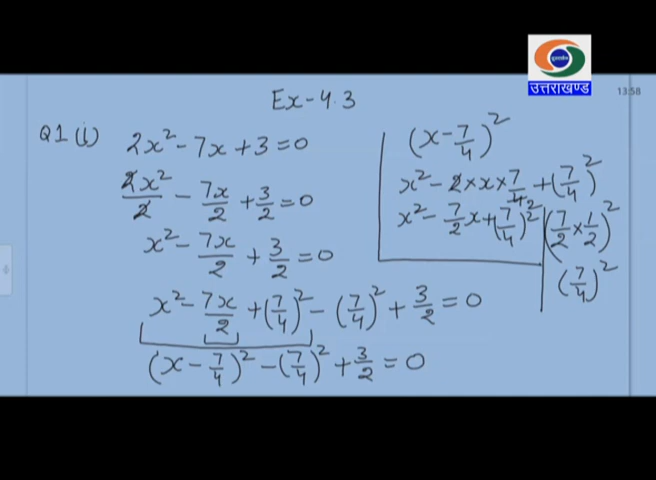 उत्तराखण्ड
13:58
Ex-4.3
Q1 (i) 2x² - 7x + 3 = 0
2x²/2 - 7x/2 + 3/2 = 0
x² - 7x/2 + 3/2 = 0
x² - 7x/2 + (7/4)² - (7/4)² + 3/2 = 0
(x - 7/4)² - (7/4)² + 3/2 = 0
(x - 7/4)²
x² - 2 × x × 7/4 + (7/4)²
2
x² - 7/2 x + (7/4)²
(7/2 × 1/2)²
(7/4)²